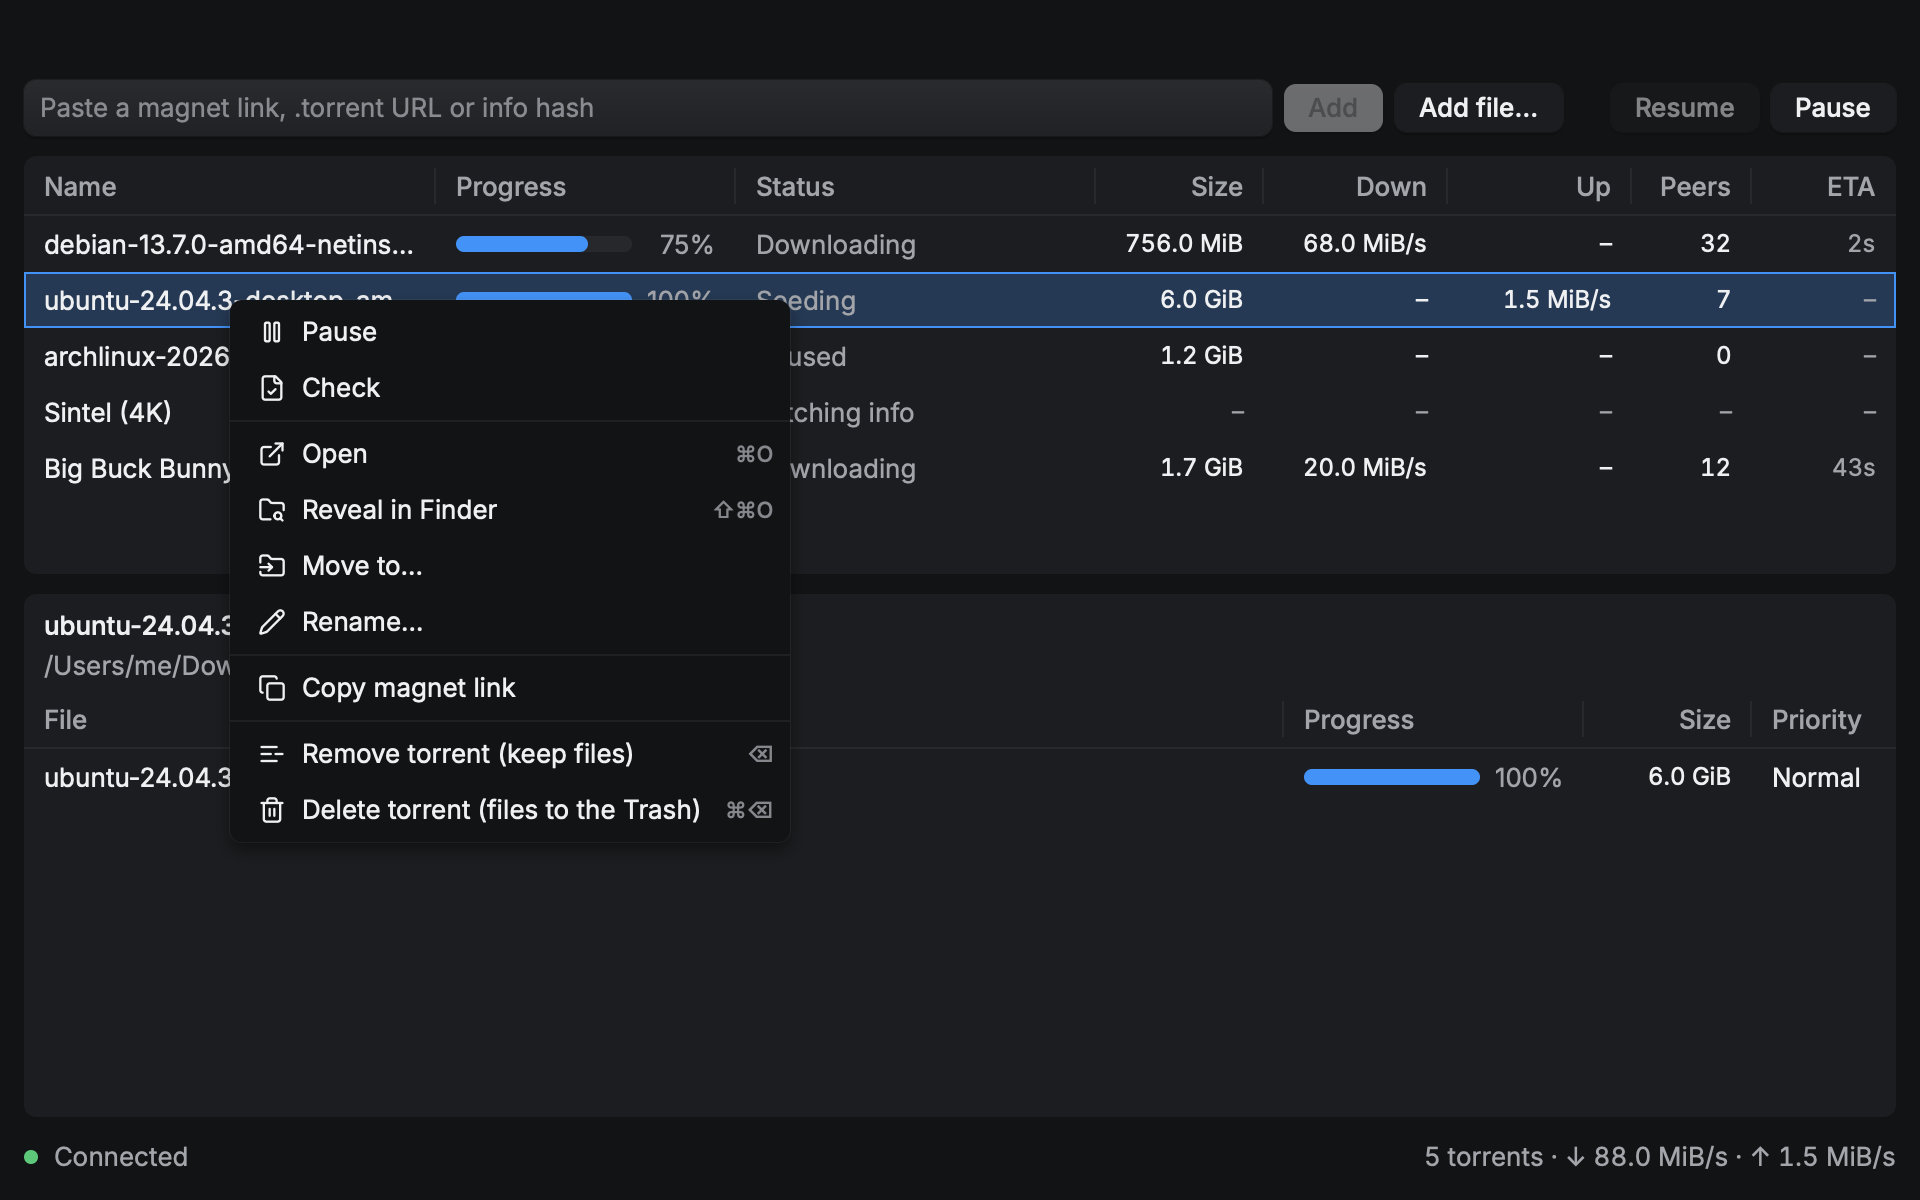 Paste a magnet link, .torrent URL or info hash Add Add file... Resume Pause
Name Progress Status Size Down Up Peers ETA
debian-13.7.0-amd64-netins... 75% Downloading 756.0 MiB 68.0 MiB/s – 32 2s
ubuntu-24.04.3-desktop-am... 100% Seeding 6.0 GiB – 1.5 MiB/s 7 –
archlinux-2026 used 1.2 GiB – – 0 –
Sintel (4K) tching info – – – – –
Big Buck Bunny wnloading 1.7 GiB 20.0 MiB/s – 12 43s
Pause
Check
Open ⌘O
Reveal in Finder ⇧⌘O
Move to...
Rename...
Copy magnet link
Remove torrent (keep files) ⌫
Delete torrent (files to the Trash) ⌘⌫
ubuntu-24.04.3
/Users/me/Dow
File Progress Size Priority
ubuntu-24.04.3 100% 6.0 GiB Normal
Connected 5 torrents · ↓ 88.0 MiB/s · ↑ 1.5 MiB/s